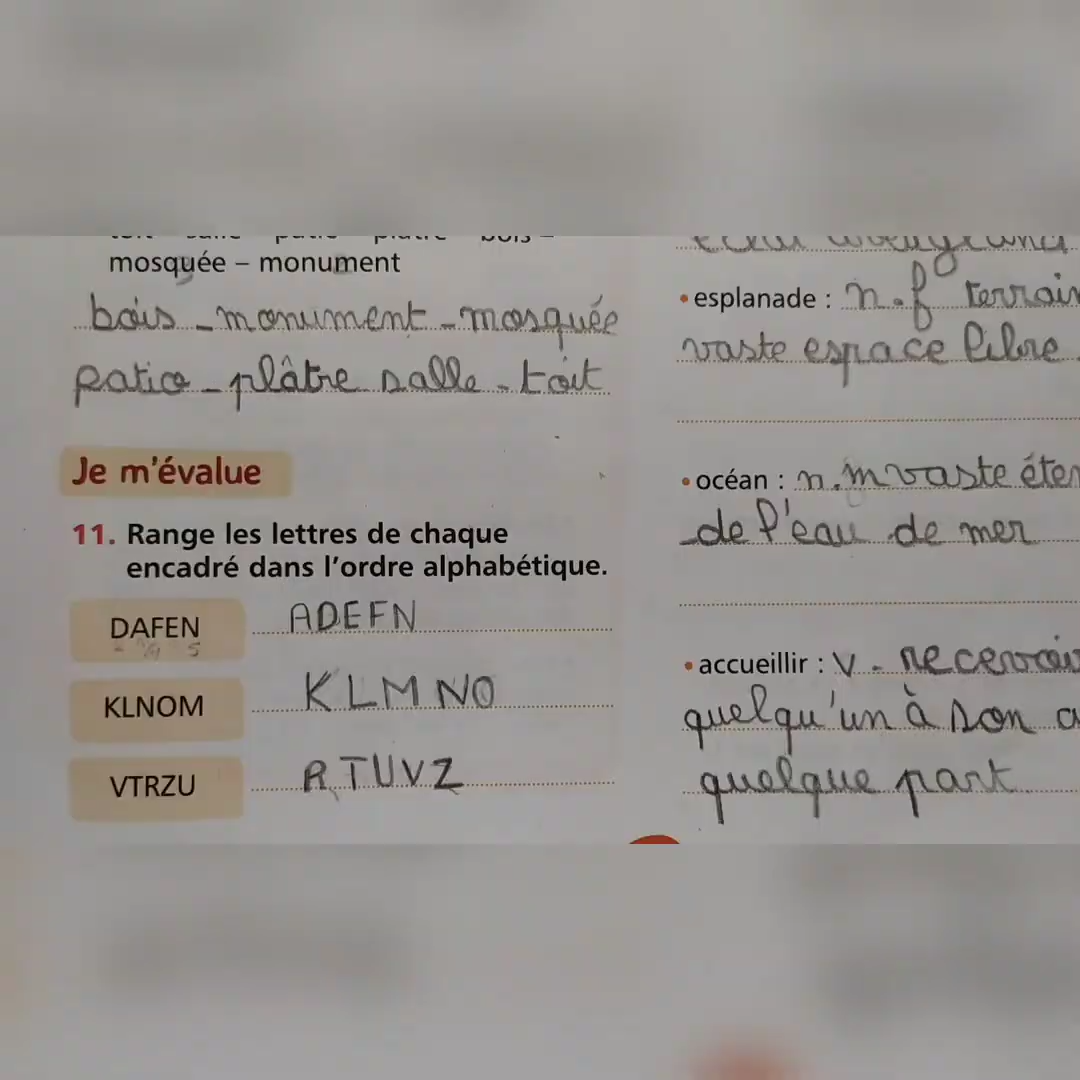 mosquée – monument
bois - monument - mosquée
patio - plâtre salle - toit
Je m'évalue
11. Range les lettres de chaque
encadré dans l'ordre alphabétique.
DAFEN ADEFN
KLNOM KLMNO
VTRZU RTUVZ
• esplanade : n.f terrain
vaste espace libre
• océan : n.m vaste
de l'eau de mer
• accueillir : v - recevoir
quelqu'un à son
quelque part